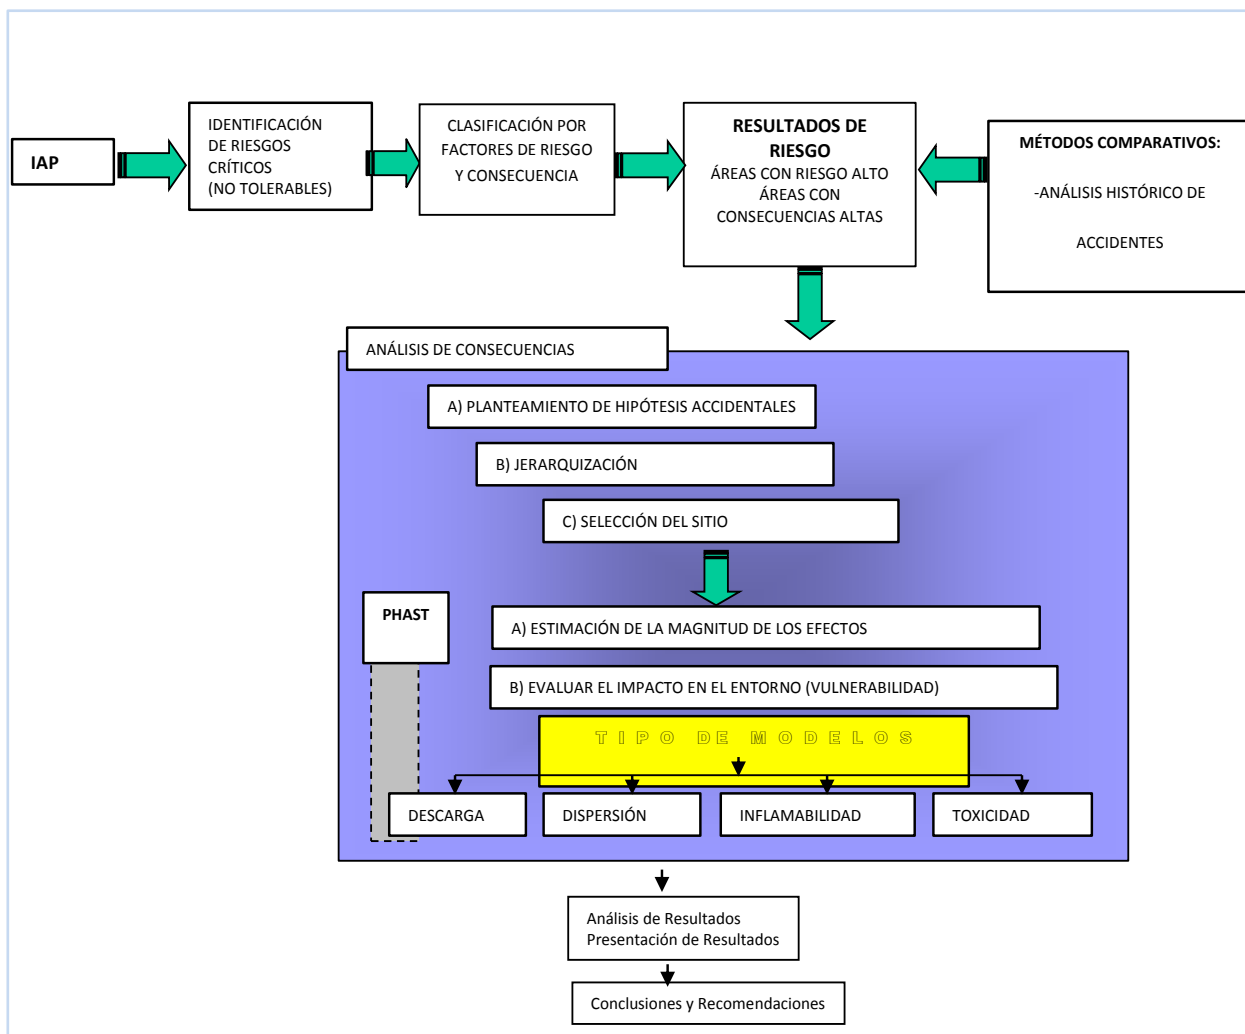 IAP
IDENTIFICACIÓN
DE RIESGOS
CRÍTICOS
(NO TOLERABLES)
CLASIFICACIÓN POR
FACTORES DE RIESGO
Y CONSECUENCIA
RESULTADOS DE
RIESGO
ÁREAS CON RIESGO ALTO
ÁREAS CON
CONSECUENCIAS ALTAS
MÉTODOS COMPARATIVOS:
-ANÁLISIS HISTÓRICO DE
ACCIDENTES
ANÁLISIS DE CONSECUENCIAS
A) PLANTEAMIENTO DE HIPÓTESIS ACCIDENTALES
B) JERARQUIZACIÓN
C) SELECCIÓN DEL SITIO
PHAST
A) ESTIMACIÓN DE LA MAGNITUD DE LOS EFECTOS
B) EVALUAR EL IMPACTO EN EL ENTORNO (VULNERABILIDAD)
TIPO DE MODELOS
DESCARGA
DISPERSIÓN
INFLAMABILIDAD
TOXICIDAD
Análisis de Resultados
Presentación de Resultados
Conclusiones y Recomendaciones